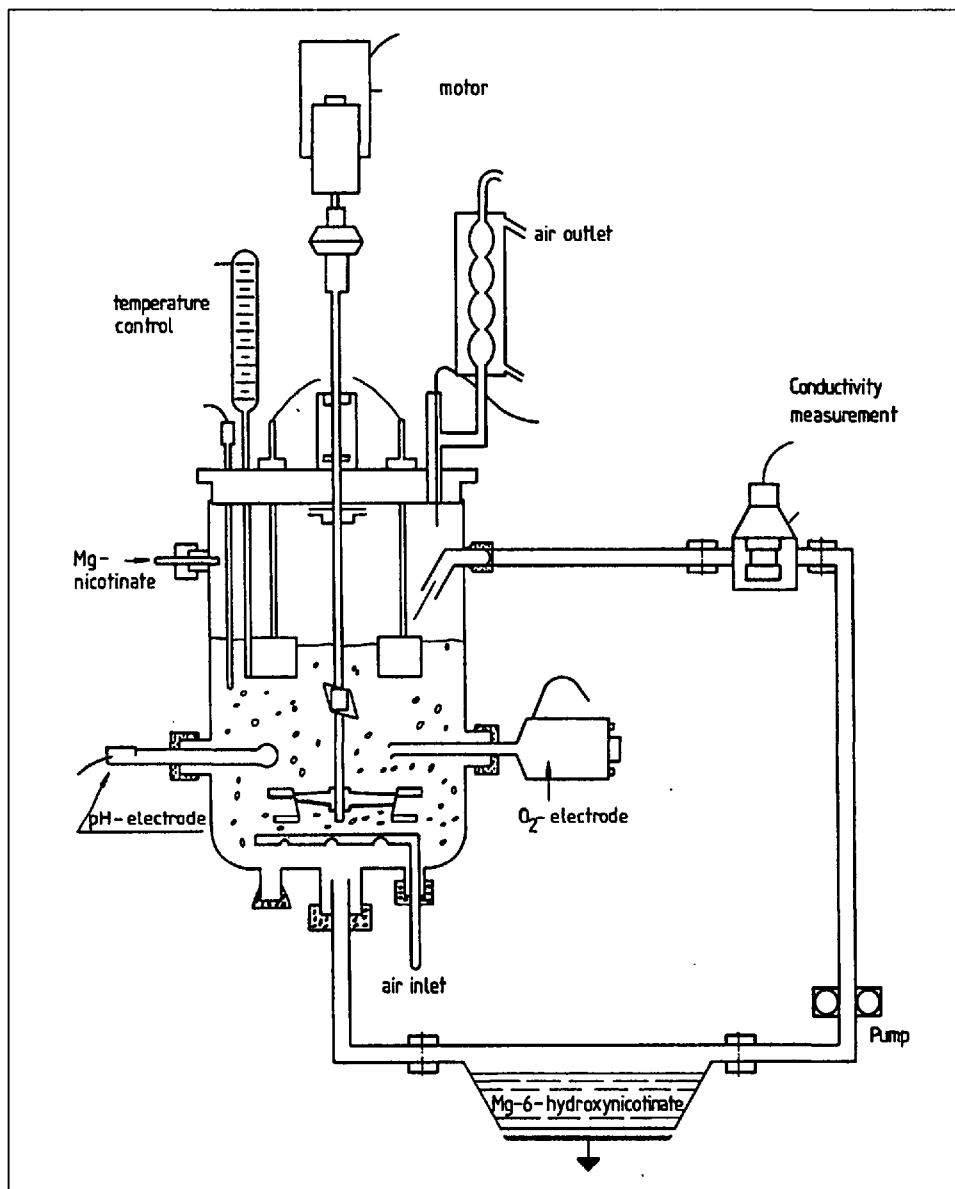 motor
air outlet
temperature
control
Conductivity
measurement
Mg-
nicotinate
pH-electrode
O₂-electrode
air inlet
Pump
Mg-6-hydroxynicotinate